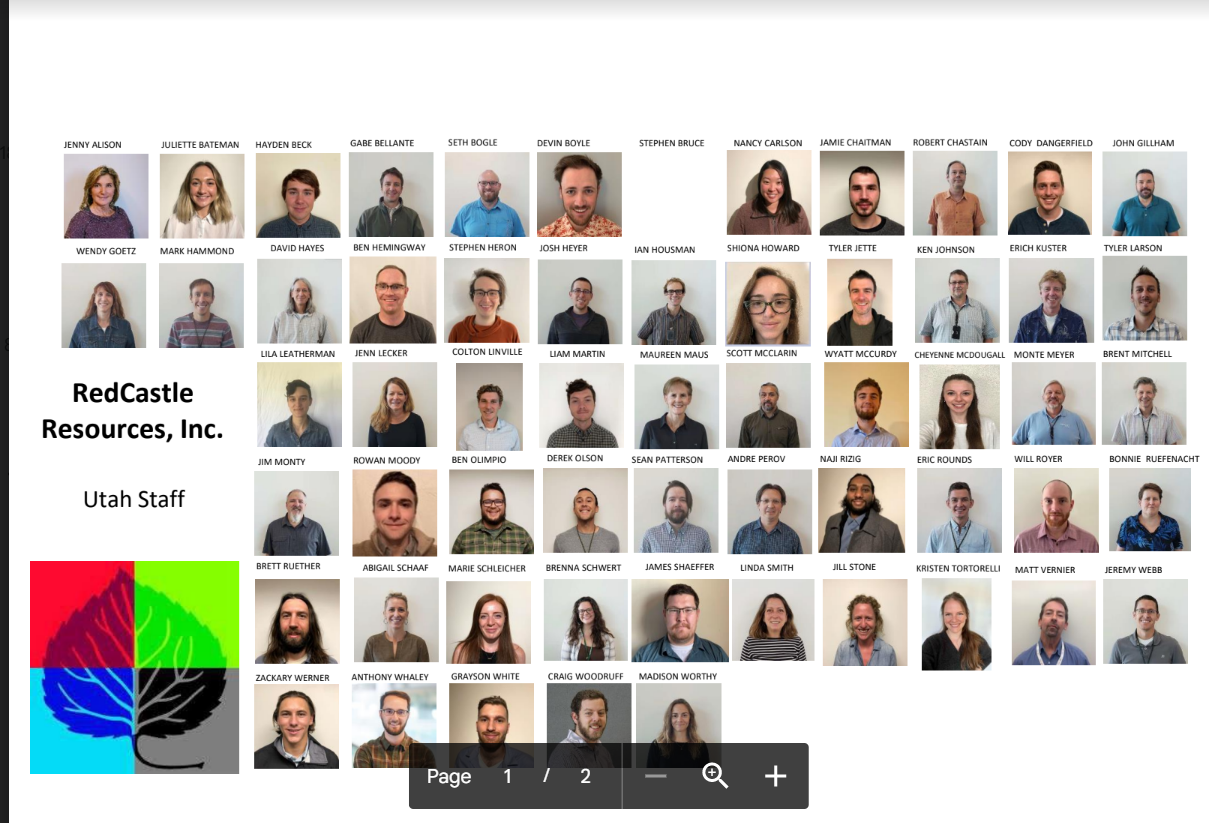 JENNY ALISON
JULIETTE BATEMAN
HAYDEN BECK
GABE BELLANTE
SETH BOGLE
DEVIN BOYLE
STEPHEN BRUCE
NANCY CARLSON
JAMIE CHAITMAN
ROBERT CHASTAIN
CODY DANGERFIELD
JOHN GILLHAM
WENDY GOETZ
MARK HAMMOND
DAVID HAYES
BEN HEMINGWAY
STEPHEN HERON
JOSH HEYER
IAN HOUSMAN
SHIONA HOWARD
TYLER JETTE
KEN JOHNSON
ERICH KUSTER
TYLER LARSON
LILA LEATHERMAN
JENN LECKER
COLTON LINVILLE
LIAM MARTIN
MAUREEN MAUS
SCOTT MCCLARIN
WYATT MCCURDY
CHEYENNE MCDOUGALL
MONTE MEYER
BRENT MITCHELL
RedCastle
Resources, Inc.
Utah Staff
JIM MONTY
ROWAN MOODY
BEN OLIMPIO
DEREK OLSON
SEAN PATTERSON
ANDRE PEROV
NAJI RIZIG
ERIC ROUNDS
WILL ROYER
BONNIE RUEFENACHT
BRETT RUETHER
ABIGAIL SCHAAF
MARIE SCHLEICHER
BRENNA SCHWERT
JAMES SHAEFFER
LINDA SMITH
JILL STONE
KRISTEN TORTORELLI
MATT VERNIER
JEREMY WEBB
ZACKARY WERNER
ANTHONY WHALEY
GRAYSON WHITE
CRAIG WOODRUFF
MADISON WORTHY
Page 1 / 2